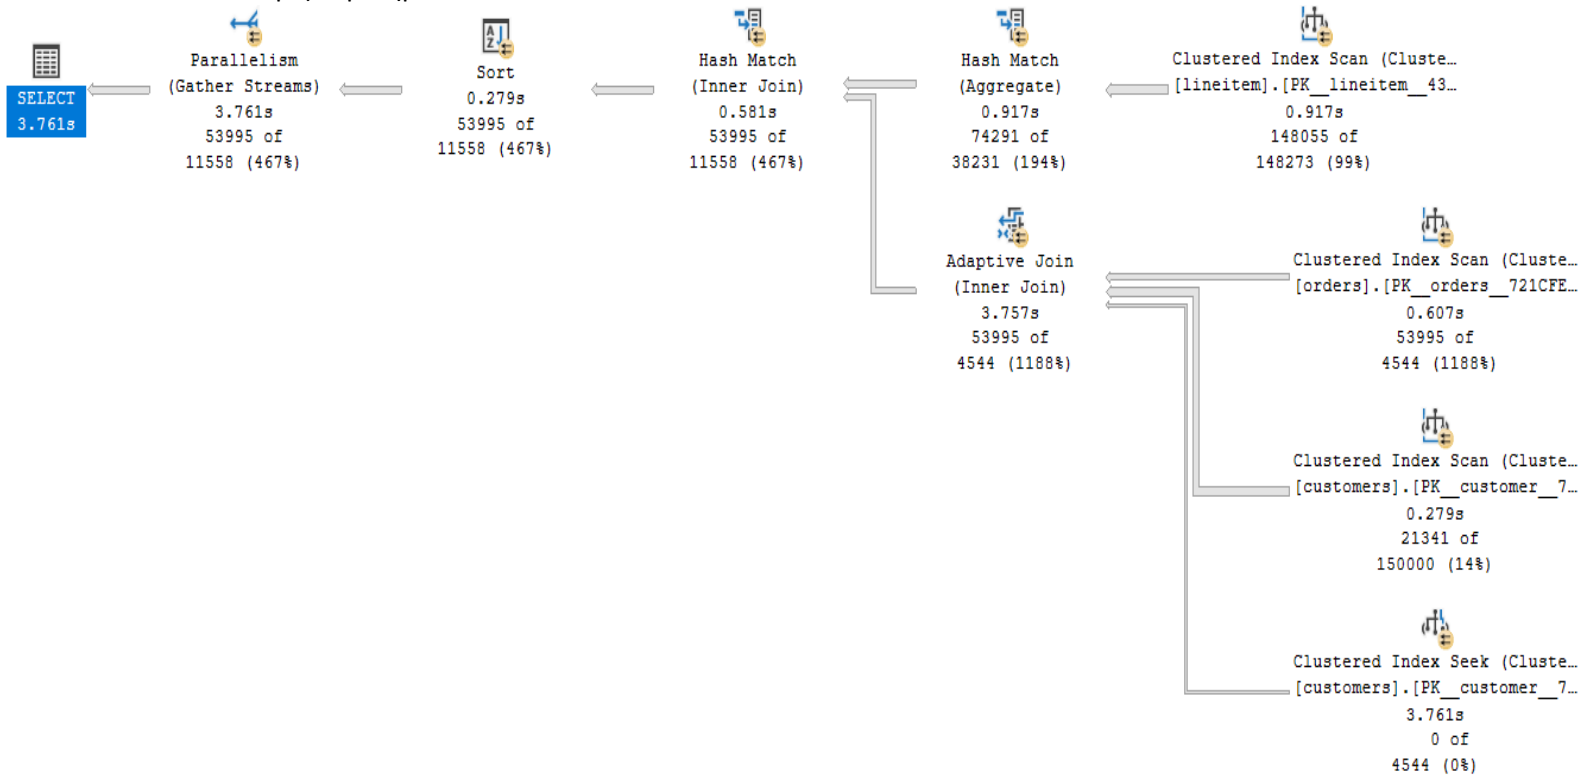 SELECT
3.761s
Parallelism
(Gather Streams)
3.761s
53995 of
11558 (467%)
Sort
0.279s
53995 of
11558 (467%)
Hash Match
(Inner Join)
0.581s
53995 of
11558 (467%)
Hash Match
(Aggregate)
0.917s
74291 of
38231 (194%)
Clustered Index Scan (Cluste…
[lineitem].[PK__lineitem__43…
0.917s
148055 of
148273 (99%)
Adaptive Join
(Inner Join)
3.757s
53995 of
4544 (1188%)
Clustered Index Scan (Cluste…
[orders].[PK__orders__721CFE…
0.607s
53995 of
4544 (1188%)
Clustered Index Scan (Cluste…
[customers].[PK__customer__7…
0.279s
21341 of
150000 (14%)
Clustered Index Seek (Cluste…
[customers].[PK__customer__7…
3.761s
0 of
4544 (0%)